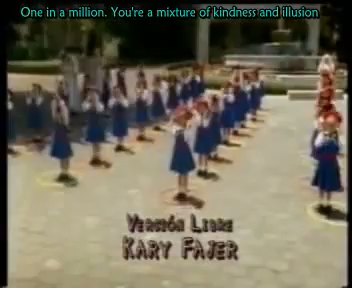 One in a million. You're a mixture of kindness and illusion
Versión Libre
Kary Fajer